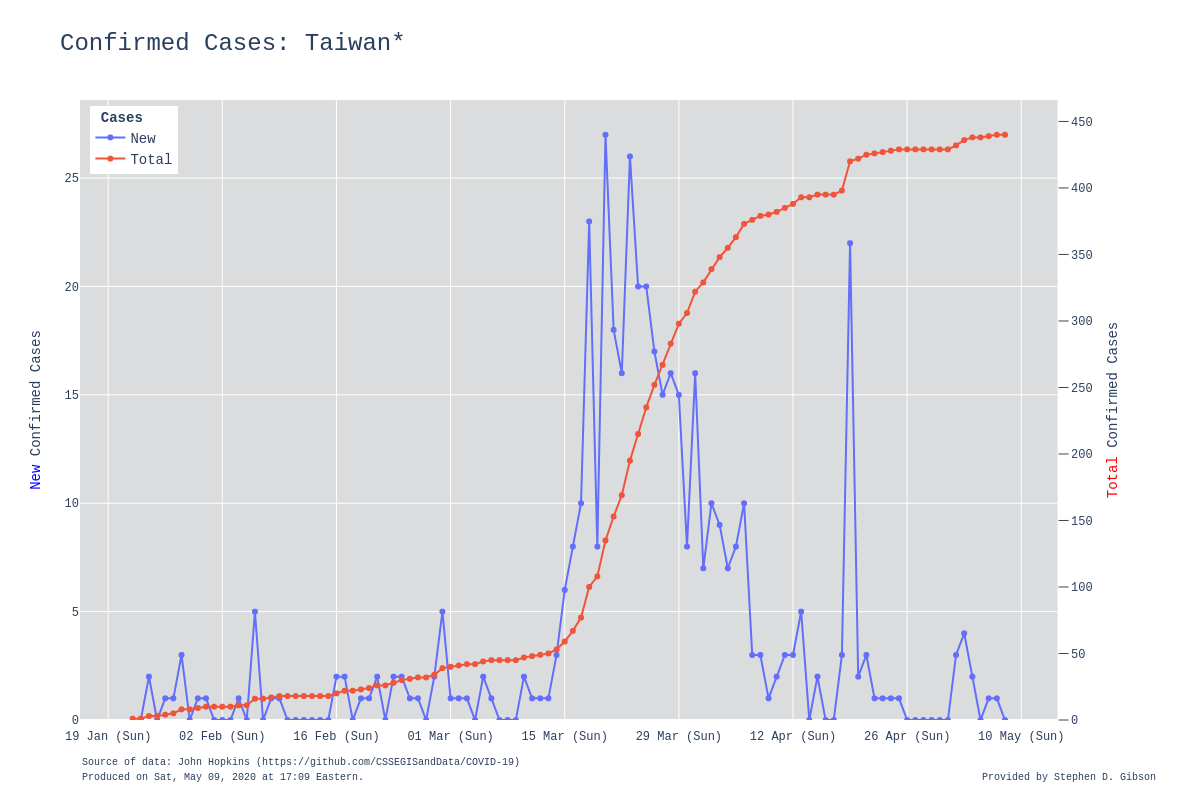 Confirmed Cases: Taiwan*
Cases
New
Total
25
20
15
10
5
0
New Confirmed Cases
450
400
350
300
250
200
150
100
50
0
Total Confirmed Cases
19 Jan (Sun) 02 Feb (Sun) 16 Feb (Sun) 01 Mar (Sun) 15 Mar (Sun) 29 Mar (Sun) 12 Apr (Sun) 26 Apr (Sun) 10 May (Sun)
Source of data: John Hopkins (https://github.com/CSSEGISandData/COVID-19)
Produced on Sat, May 09, 2020 at 17:09 Eastern.
Provided by Stephen D. Gibson